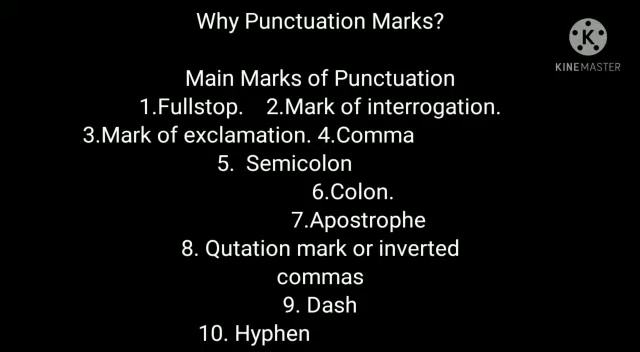 Why Punctuation Marks?
KINEMASTER
Main Marks of Punctuation
1.Fullstop. 2.Mark of interrogation.
3.Mark of exclamation. 4.Comma
5. Semicolon
6.Colon.
7.Apostrophe
8. Qutation mark or inverted
commas
9. Dash
10. Hyphen